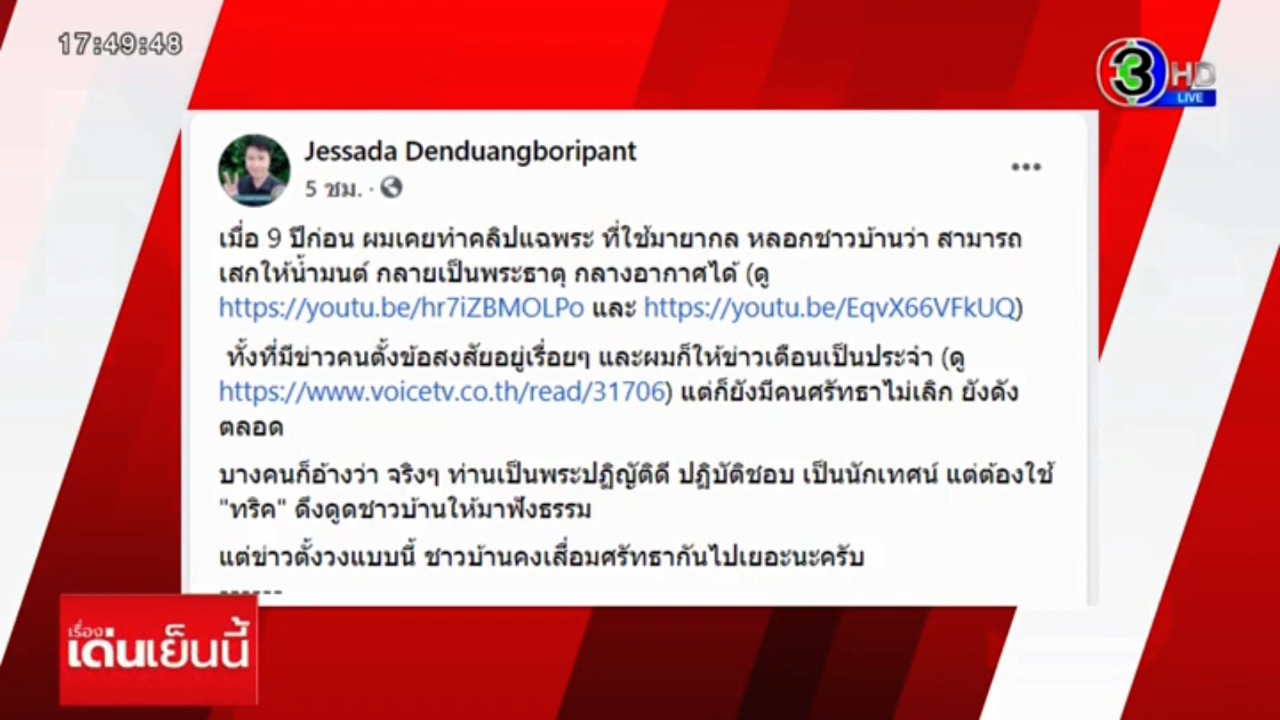 17:49:48
3 HD
LIVE
Jessada Denduangboripant
5 ชม. ·
เมื่อ 9 ปีก่อน ผมเคยทำคลิปแฉพระ ที่ใช้มายากล หลอกชาวบ้านว่า สามารถ
เสกให้น้ำมนต์ กลายเป็นพระธาตุ กลางอากาศได้ (ดู
https://youtu.be/hr7iZBMOLPo และ https://youtu.be/EqvX66VFkUQ)
ทั้งที่มีข่าวคนตั้งข้อสงสัยอยู่เรื่อยๆ และผมก็ให้ข่าวเตือนเป็นประจำ (ดู
https://www.voicetv.co.th/read/31706) แต่ก็ยังมีคนศรัทธาไม่เลิก ยังดัง
ตลอด
บางคนก็อ้างว่า จริงๆ ท่านเป็นพระปฏิญัติดี ปฏิบัติชอบ เป็นนักเทศน์ แต่ต้องใช้
"ทริค" ดึงดูดชาวบ้านให้มาฟังธรรม
แต่ข่าวตั้งวงแบบนี้ ชาวบ้านคงเสื่อมศรัทธากันไปเยอะนะครับ
------
เรื่อง
เด่นเย็นนี้